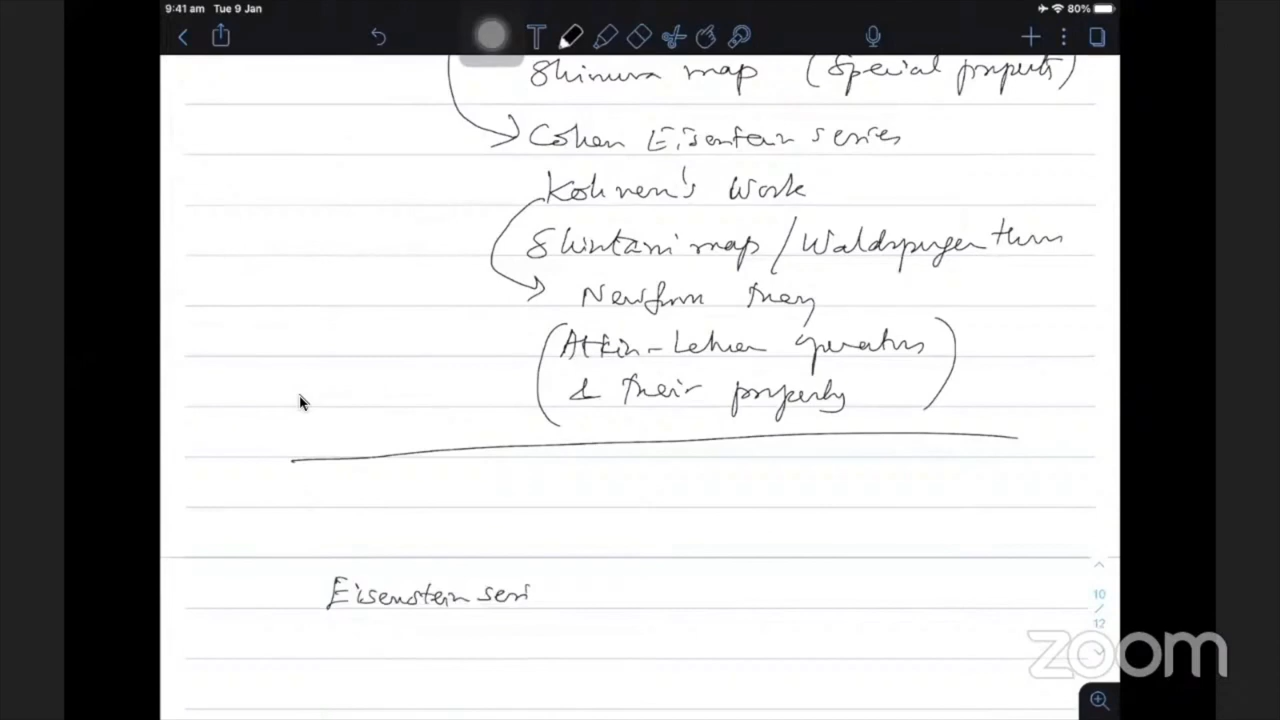 9:41 am Tue 9 Jan
80%
T
Shimura map (Special property)
Cohen Eisenstein series
Kohnen's Work
Shintani map / Waldspurger thm
Newform theory
(Atkin-Lehner operators
& their property)
Eisenstein seri
10
/
12
zoom